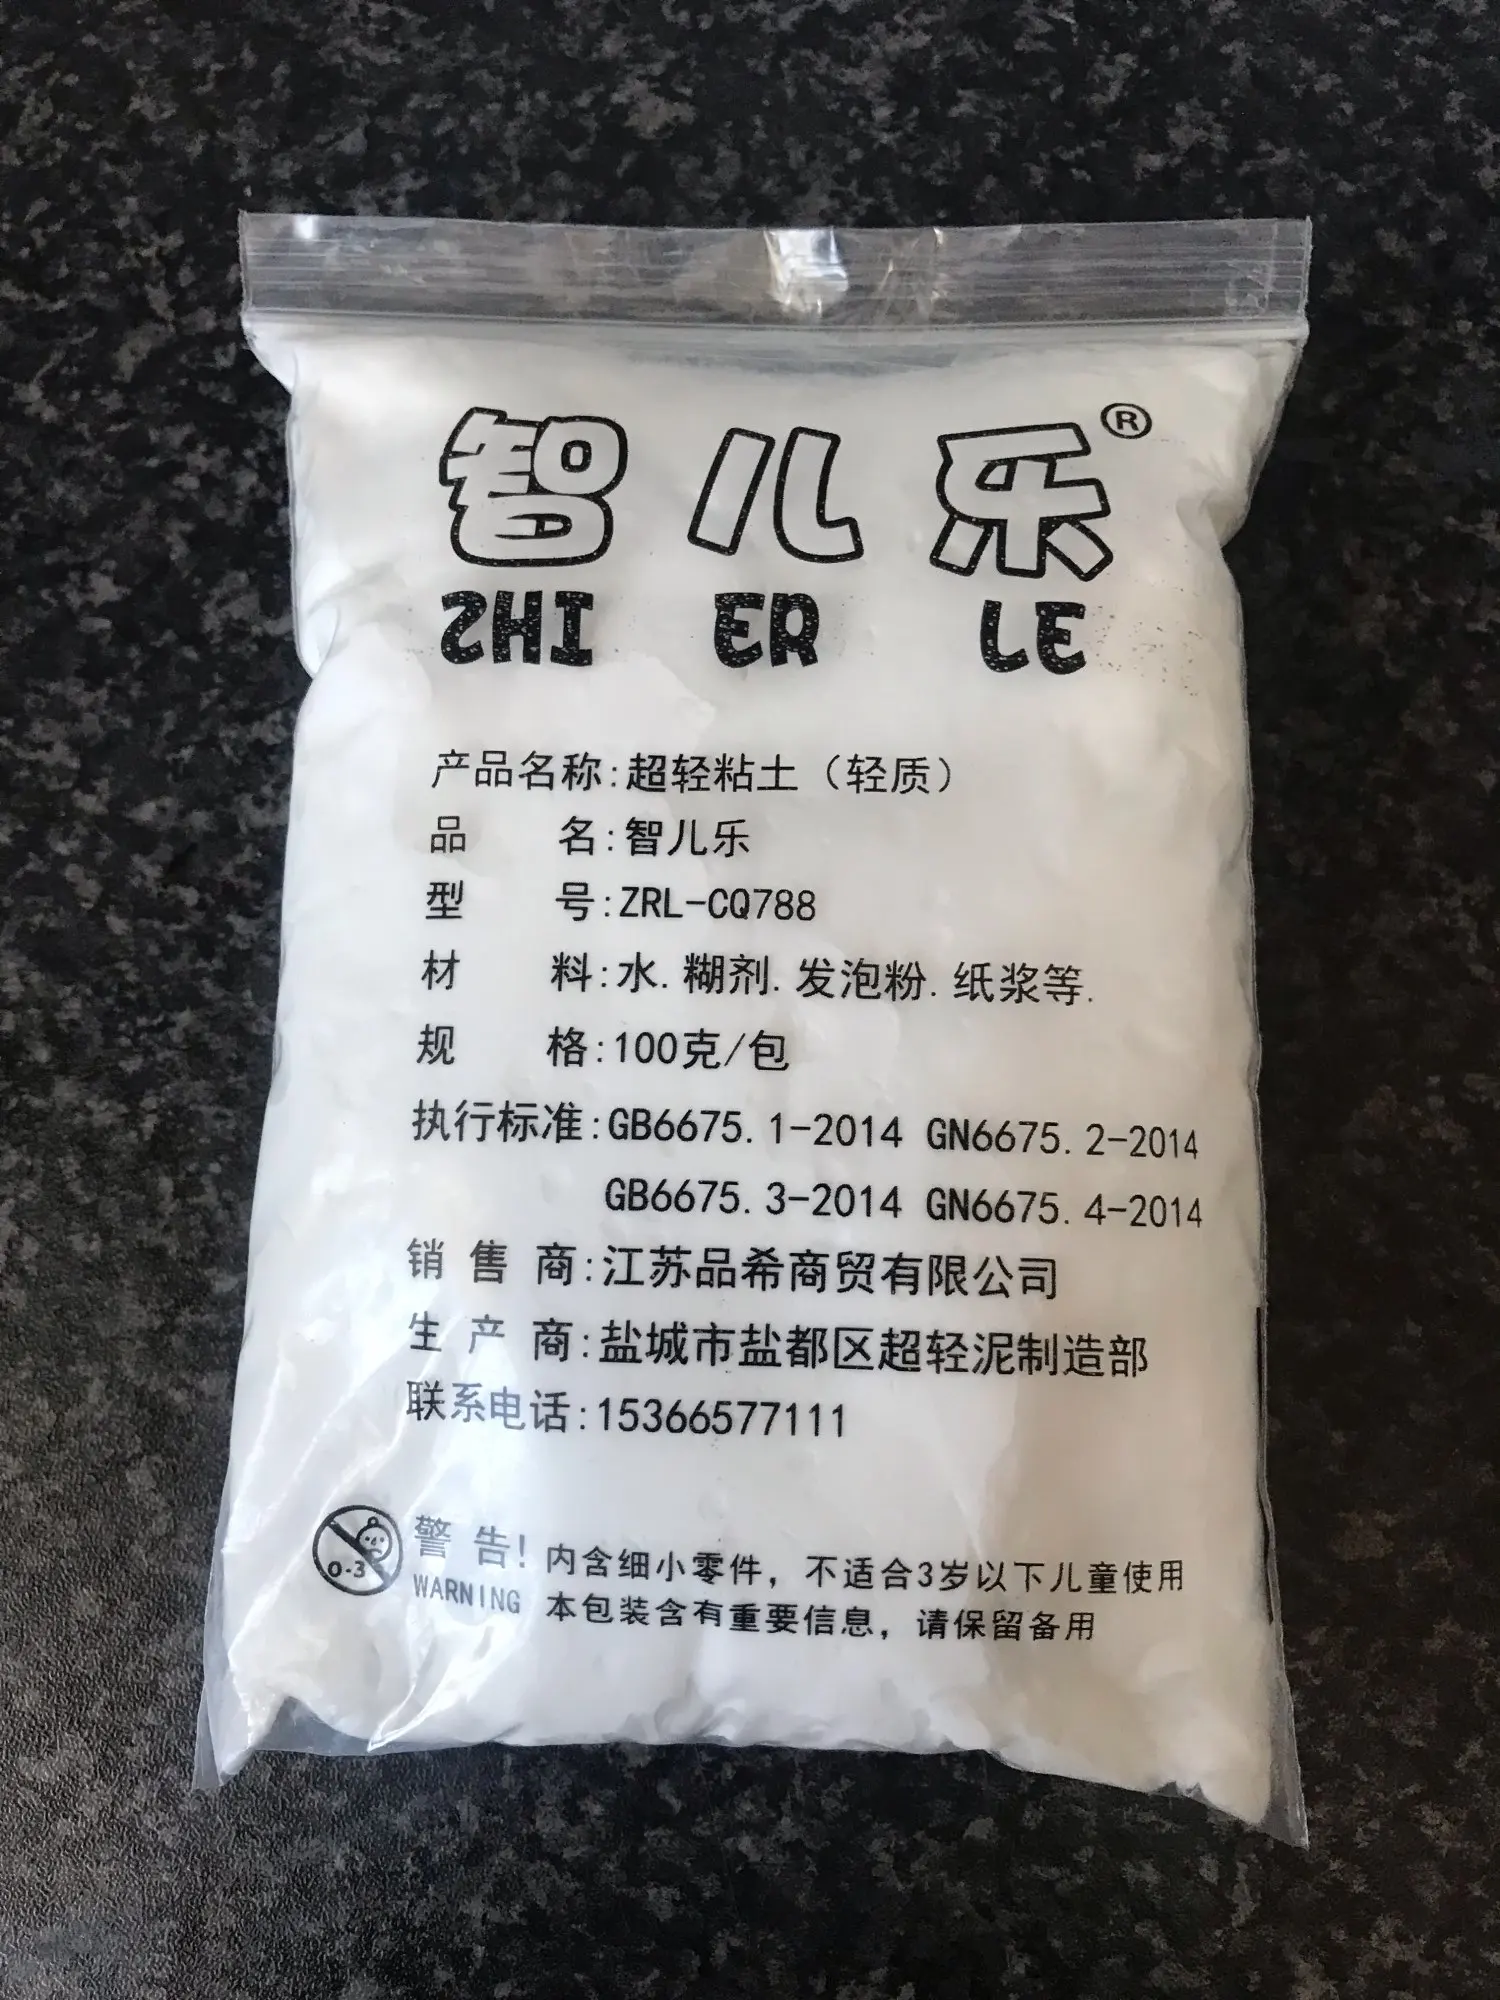 智儿乐®
ZHI ER LE
产品名称:超轻粘土（轻质）
品 名:智儿乐
型 号:ZRL-CQ788
材 料:水.糊剂.发泡粉.纸浆等.
规 格:100克/包
执行标准:GB6675.1-2014 GN6675.2-2014
GB6675.3-2014 GN6675.4-2014
销售商:江苏品希商贸有限公司
生产商:盐城市盐都区超轻泥制造部
联系电话:15366577111
0-3
警告! 内含细小零件，不适合3岁以下儿童使用
WARNING 本包装含有重要信息，请保留备用